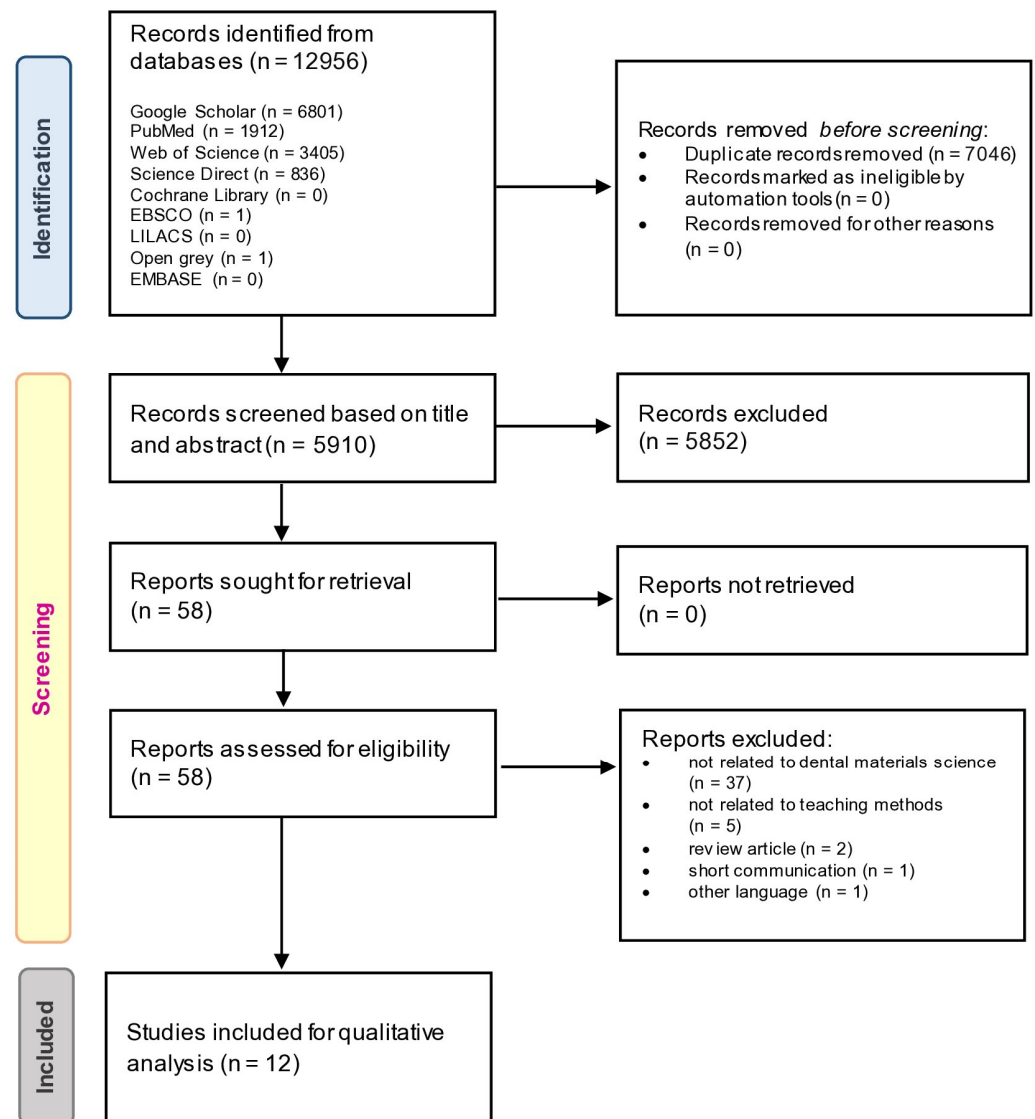 Identification
Records identified from
databases (n = 12956)
Google Scholar (n = 6801)
PubMed (n = 1912)
Web of Science (n = 3405)
Science Direct (n = 836)
Cochrane Library (n = 0)
EBSCO (n = 1)
LILACS (n = 0)
Open grey (n = 1)
EMBASE (n = 0)
Records removed before screening:
• Duplicate records removed (n = 7046)
• Records marked as ineligible by
automation tools (n = 0)
• Records removed for other reasons
(n = 0)
Screening
Records screened based on title
and abstract (n = 5910)
Records excluded
(n = 5852)
Reports sought for retrieval
(n = 58)
Reports not retrieved
(n = 0)
Reports assessed for eligibility
(n = 58)
Reports excluded:
• not related to dental materials science
(n = 37)
• not related to teaching methods
(n = 5)
• review article (n = 2)
• short communication (n = 1)
• other language (n = 1)
Included
Studies included for qualitative
analysis (n = 12)